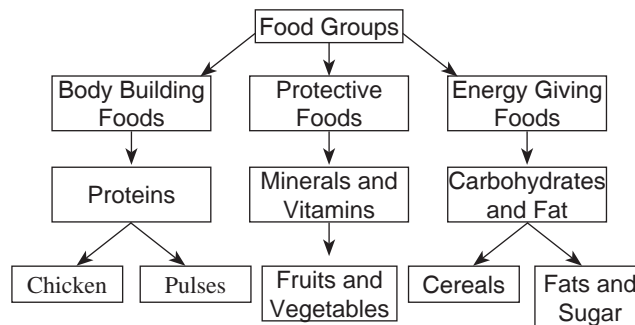 Food Groups
Body Building
Foods
Protective
Foods
Energy Giving
Foods
Proteins
Minerals and
Vitamins
Carbohydrates
and Fat
Chicken
Pulses
Fruits and
Vegetables
Cereals
Fats and
Sugar